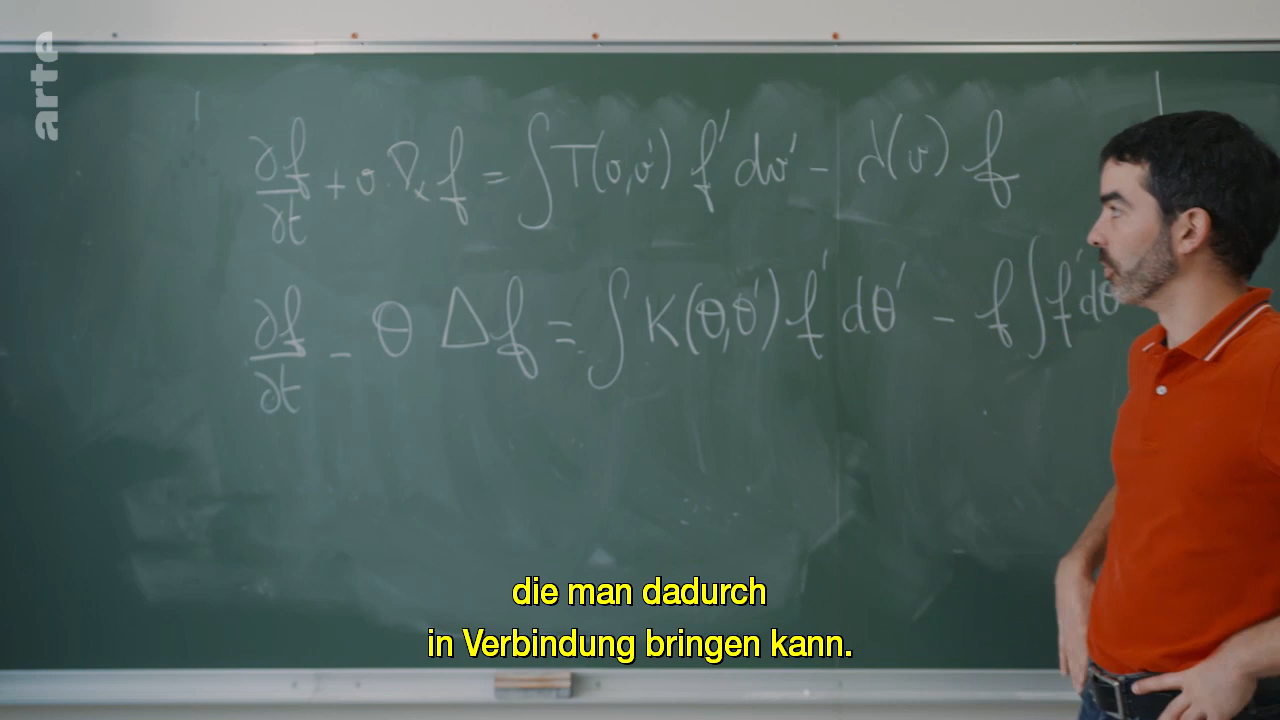 arte
∂f/∂t + v·∇ₓf = ∫T(v,v') f' dv' − λ(v) f
∂f/∂t − θ Δf = ∫K(θ,θ') f' dθ' − f∫f'dθ'
die man dadurch
in Verbindung bringen kann.